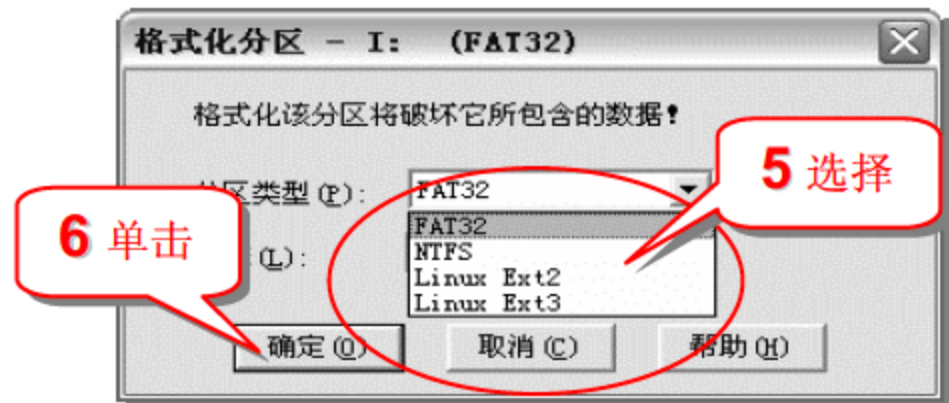 格式化分区 - I: (FAT32)
格式化该分区将破坏它所包含的数据!
5 选择
区类型(P): FAT32
FAT32
6 单击
(L): NTFS
Linux Ext2
Linux Ext3
确定(O) 取消(C) 帮助(H)